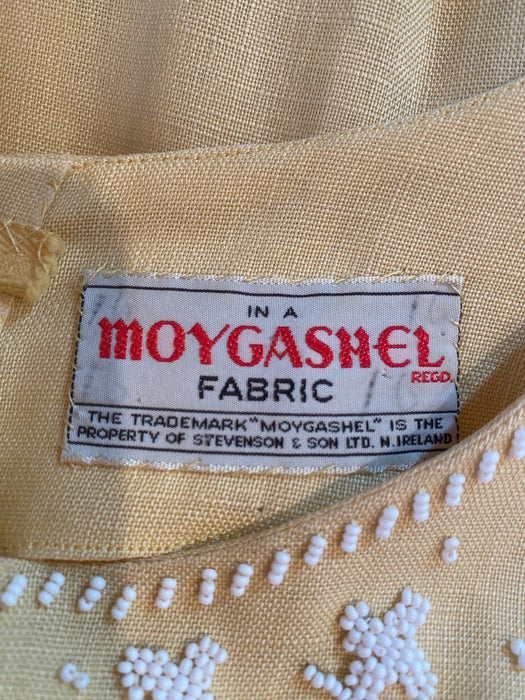 IN A
MOYGASHEL
REGD.
FABRIC
THE TRADEMARK "MOYGASHEL" IS THE
PROPERTY OF STEVENSON & SON LTD. N.IRELAND